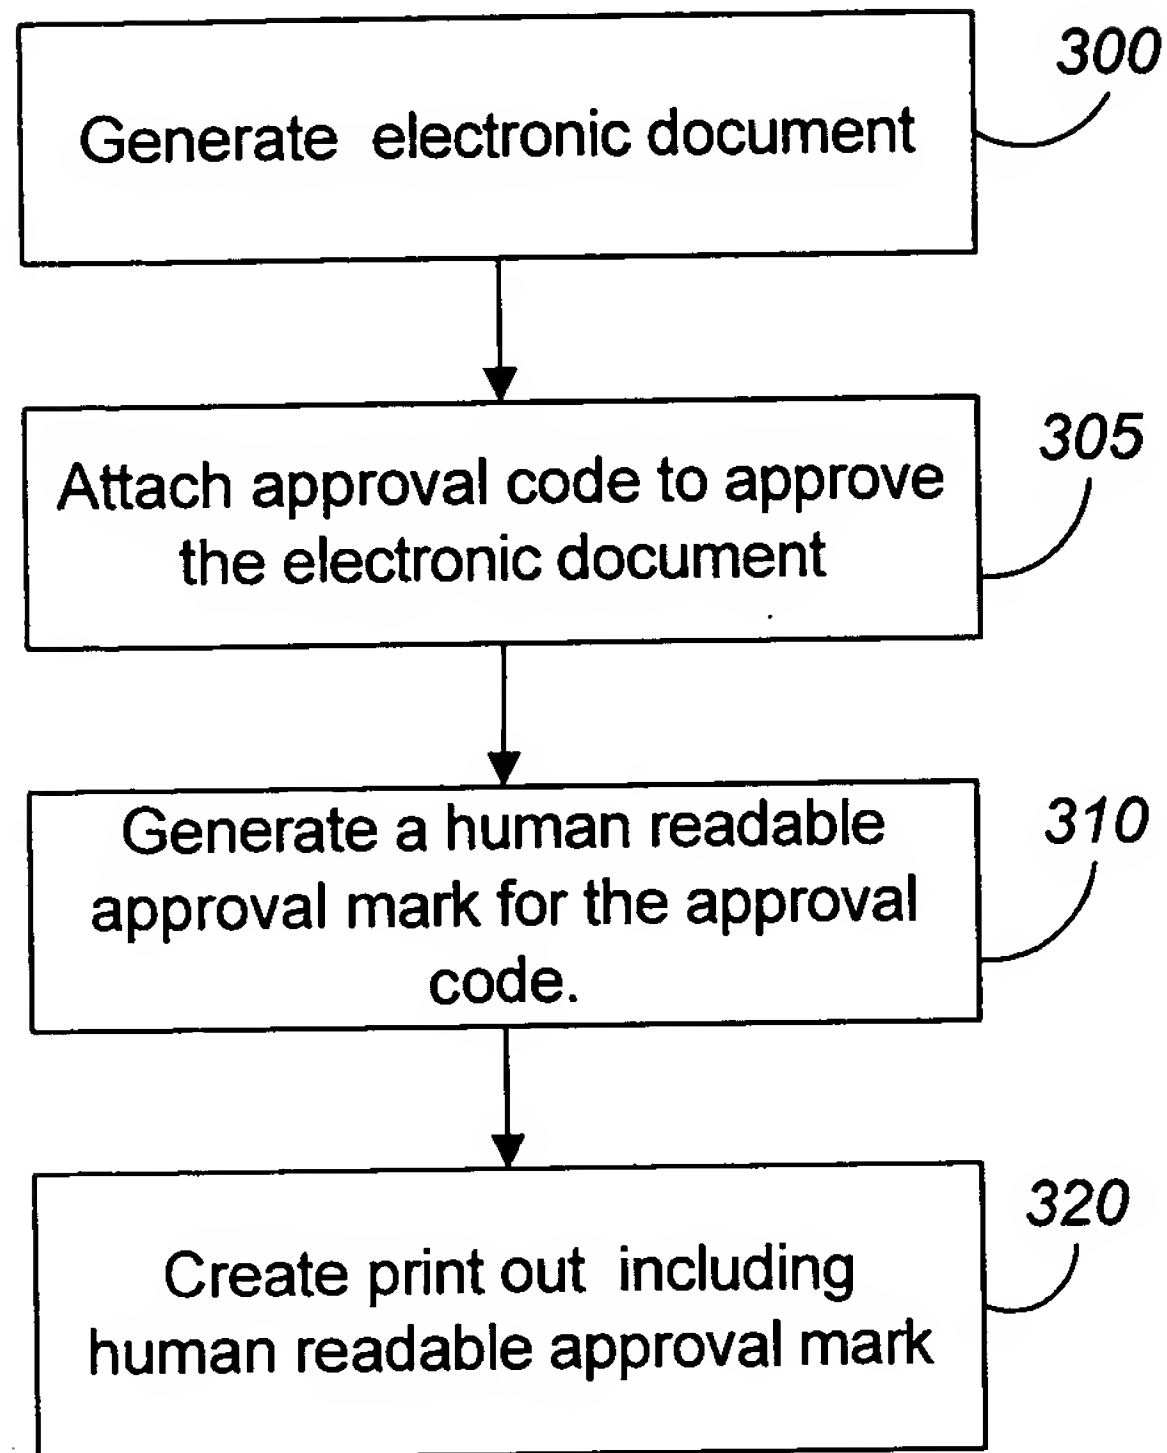 300
Generate electronic document
305
Attach approval code to approve
the electronic document
310
Generate a human readable
approval mark for the approval
code.
320
Create print out including
human readable approval mark